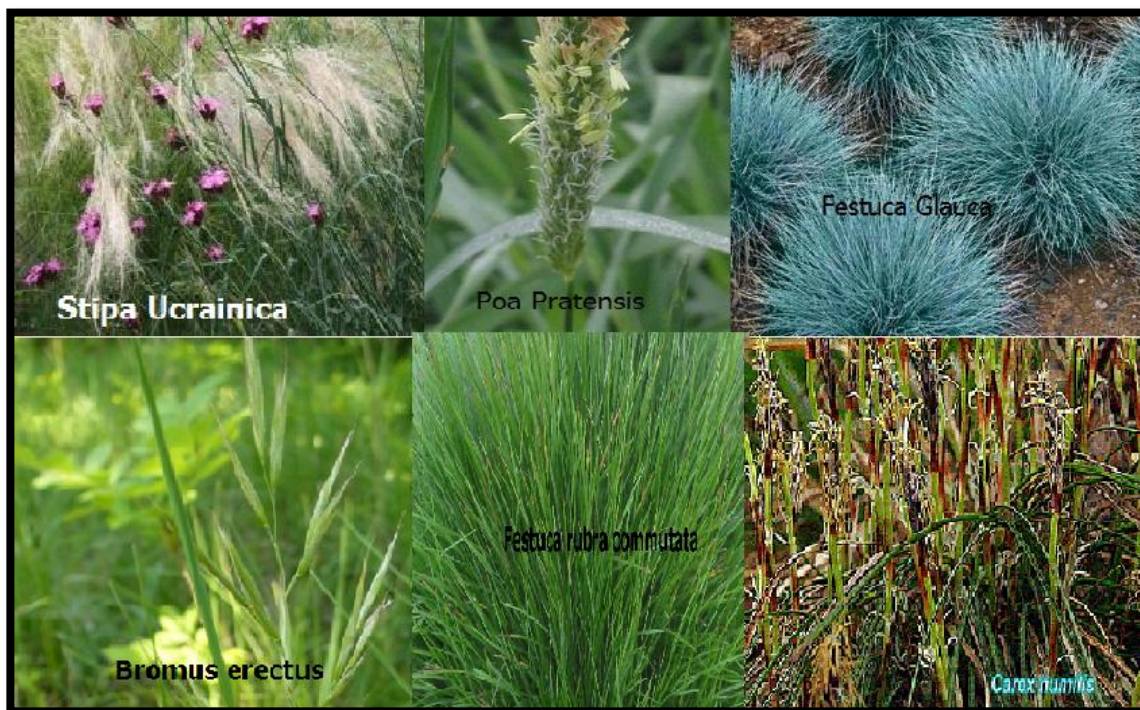 Stipa Ucrainica
Poa Pratensis
Festuca Glauca
Bromus erectus
Festuca rubra commutata
Carex humilis